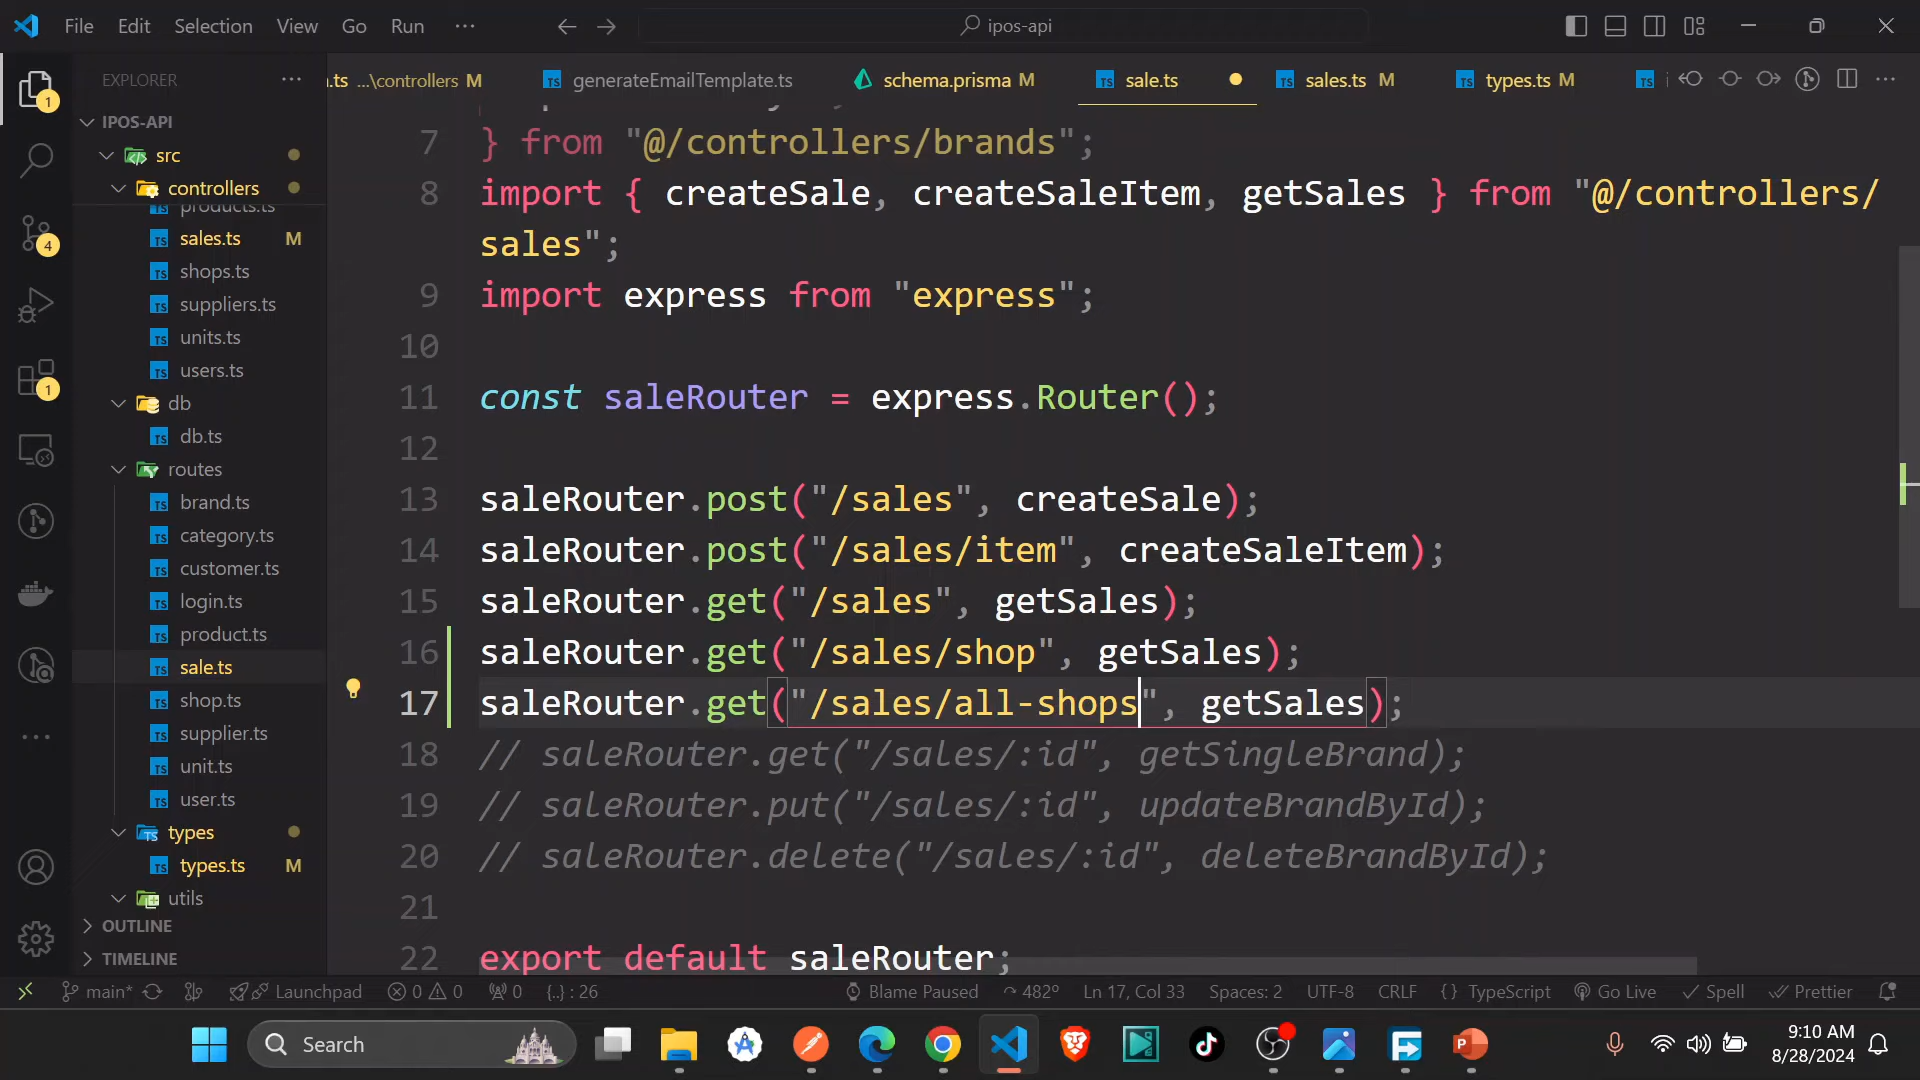 File Edit Selection View Go Run ··· ipos-api
EXPLORER
.ts ...\controllers M generateEmailTemplate.ts schema.prisma M sale.ts sales.ts M types.ts M
IPOS-API
src
controllers
products.ts
sales.ts M
shops.ts
suppliers.ts
units.ts
users.ts
db
db.ts
routes
brand.ts
category.ts
customer.ts
login.ts
product.ts
sale.ts
shop.ts
supplier.ts
unit.ts
user.ts
types
types.ts M
utils
OUTLINE
TIMELINE
1
4
1
7 } from "@/controllers/brands";
8 import { createSale, createSaleItem, getSales } from "@/controllers/
sales";
9 import express from "express";
10
11 const saleRouter = express.Router();
12
13 saleRouter.post("/sales", createSale);
14 saleRouter.post("/sales/item", createSaleItem);
15 saleRouter.get("/sales", getSales);
16 saleRouter.get("/sales/shop", getSales);
17 saleRouter.get("/sales/all-shops", getSales);
18 // saleRouter.get("/sales/:id", getSingleBrand);
19 // saleRouter.put("/sales/:id", updateBrandById);
20 // saleRouter.delete("/sales/:id", deleteBrandById);
21
22 export default saleRouter;
main* Launchpad 0 0 0 {..} : 26 Blame Paused 482º Ln 17, Col 33 Spaces: 2 UTF-8 CRLF {} TypeScript Go Live Spell Prettier
Search
9:10 AM
8/28/2024